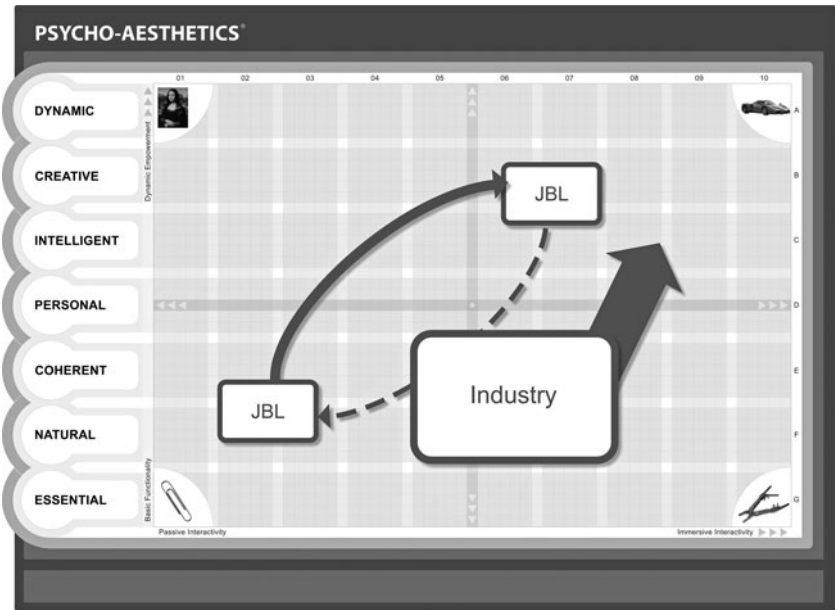 PSYCHO-AESTHETICS®
01 02 03 04 05 06 07 08 09 10
DYNAMIC
A
Dynamic Empowerment
CREATIVE
B
JBL
INTELLIGENT
C
PERSONAL
D
COHERENT
E
Industry
JBL
NATURAL
F
Basic Functionality
ESSENTIAL
G
Passive Interactivity
Immersive Interactivity